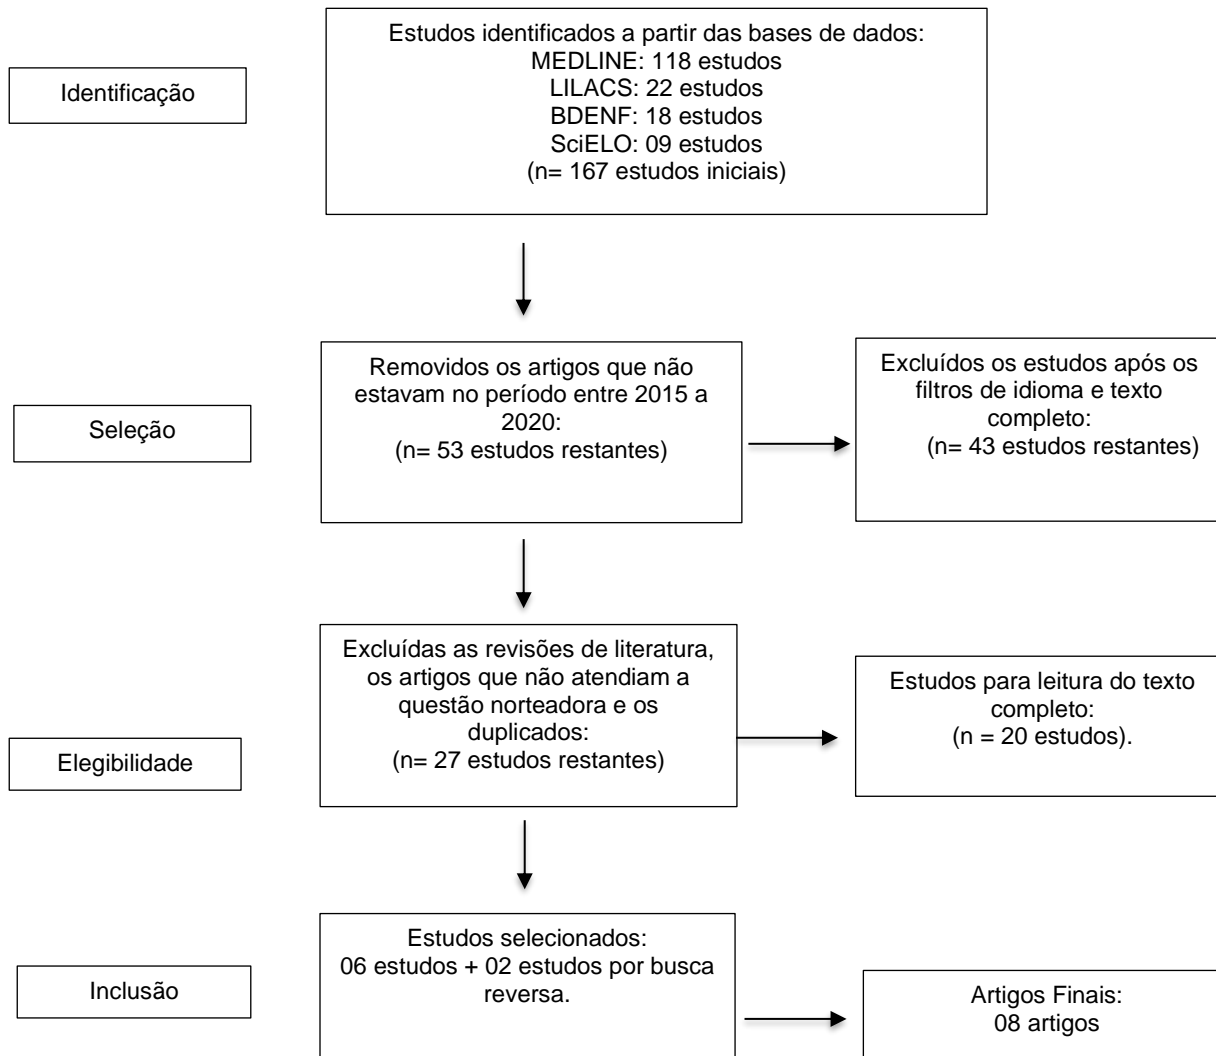 Identificação
Estudos identificados a partir das bases de dados:
MEDLINE: 118 estudos
LILACS: 22 estudos
BDENF: 18 estudos
SciELO: 09 estudos
(n= 167 estudos iniciais)
Seleção
Removidos os artigos que não
estavam no período entre 2015 a
2020:
(n= 53 estudos restantes)
Excluídos os estudos após os
filtros de idioma e texto
completo:
(n= 43 estudos restantes)
Elegibilidade
Excluídas as revisões de literatura,
os artigos que não atendiam a
questão norteadora e os
duplicados:
(n= 27 estudos restantes)
Estudos para leitura do texto
completo:
(n = 20 estudos).
Inclusão
Estudos selecionados:
06 estudos + 02 estudos por busca
reversa.
Artigos Finais:
08 artigos